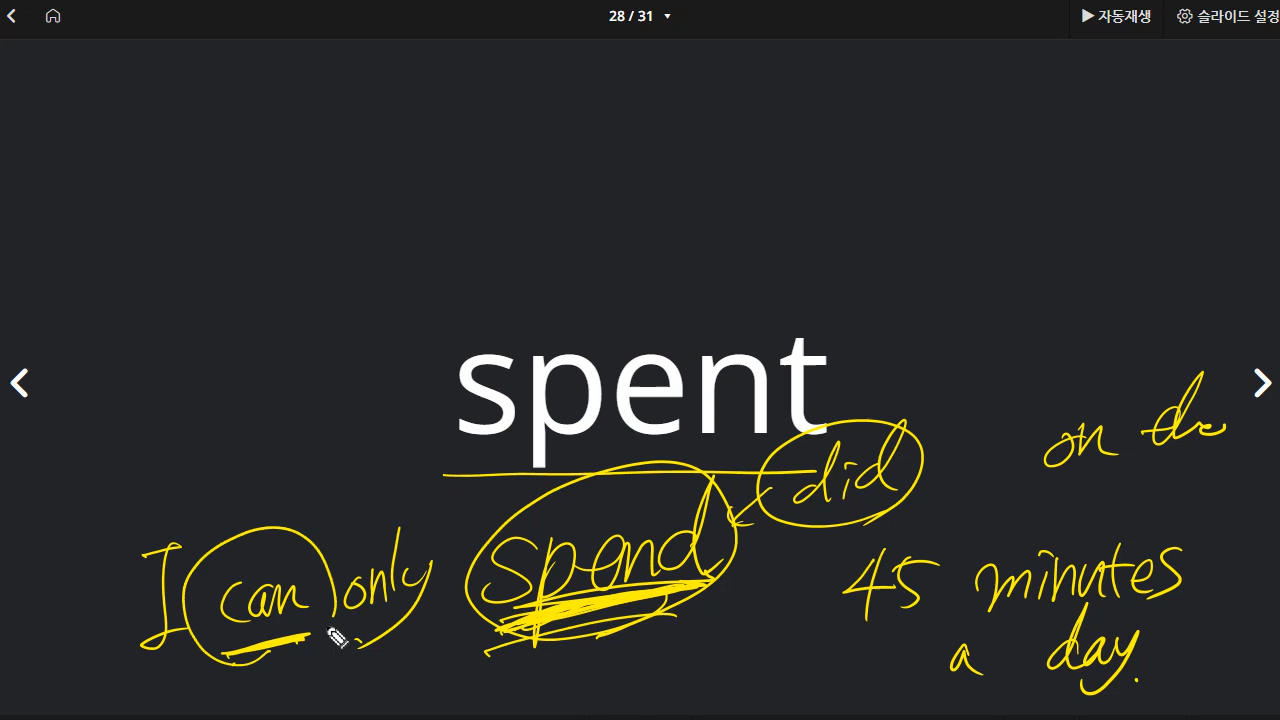 28 / 31
자동재생
슬라이드 설정
spent
did
on the
I can only spend 45 minutes
a day.